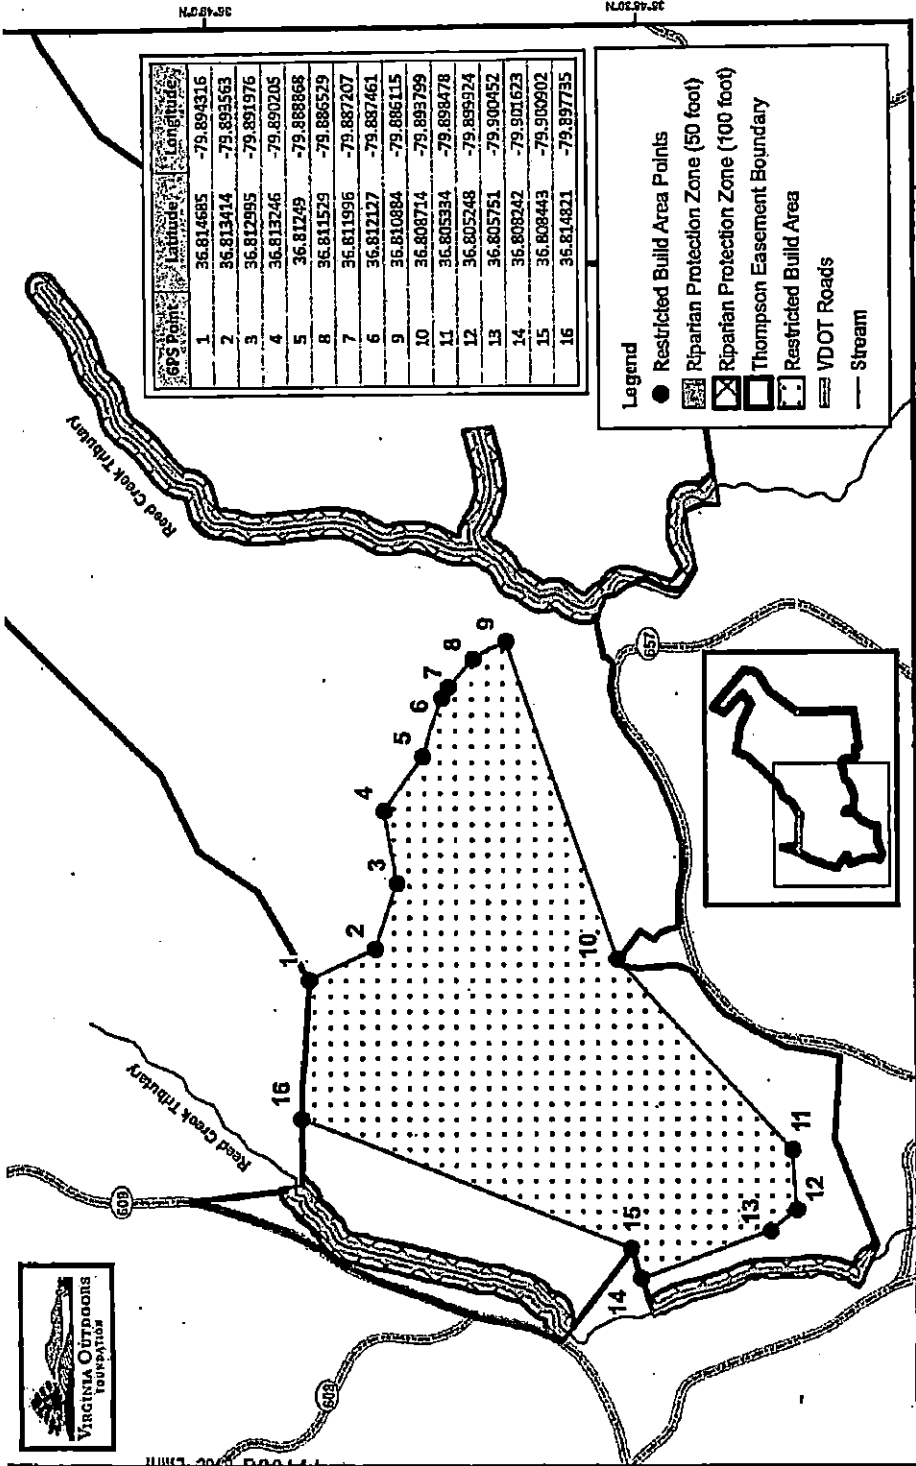 VIRGINIA OUTDOORS
FOUNDATION
609
608
657
Reed Creek Tributary
Reed Creek Tributary
1
2
3
4
5
6
7
8
9
10
11
12
13
14
15
16
GPS Point Latitude Longitude
1 36.814685 -79.894316
2 36.813414 -79.893563
3 36.812995 -79.891976
4 36.813246 -79.890205
5 36.81249 -79.888868
8 36.811529 -79.886529
7 36.811996 -79.887207
6 36.812127 -79.887461
9 36.810884 -79.886115
10 36.808714 -79.893799
11 36.805334 -79.898478
12 36.805248 -79.899924
13 36.805751 -79.900452
14 36.808242 -79.901623
15 36.808443 -79.900902
16 36.814821 -79.897735
Legend
Restricted Build Area Points
Riparian Protection Zone (50 foot)
Riparian Protection Zone (100 foot)
Thompson Easement Boundary
Restricted Build Area
VDOT Roads
Stream
36°49'0"N
36°48'30"N